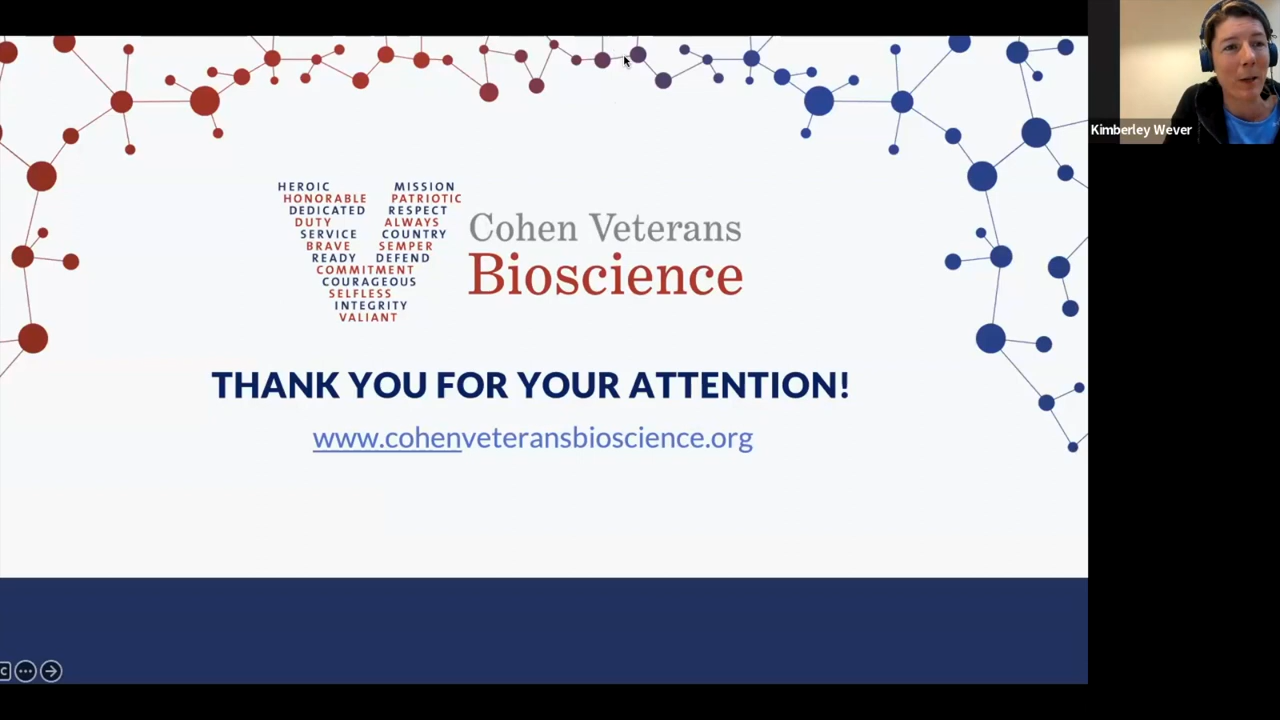 Kimberley Wever
HEROIC MISSION
HONORABLE PATRIOTIC
DEDICATED RESPECT
DUTY ALWAYS
SERVICE COUNTRY
BRAVE SEMPER
READY DEFEND
COMMITMENT
COURAGEOUS
SELFLESS
INTEGRITY
VALIANT
Cohen Veterans
Bioscience
THANK YOU FOR YOUR ATTENTION!
www.cohenveteransbioscience.org